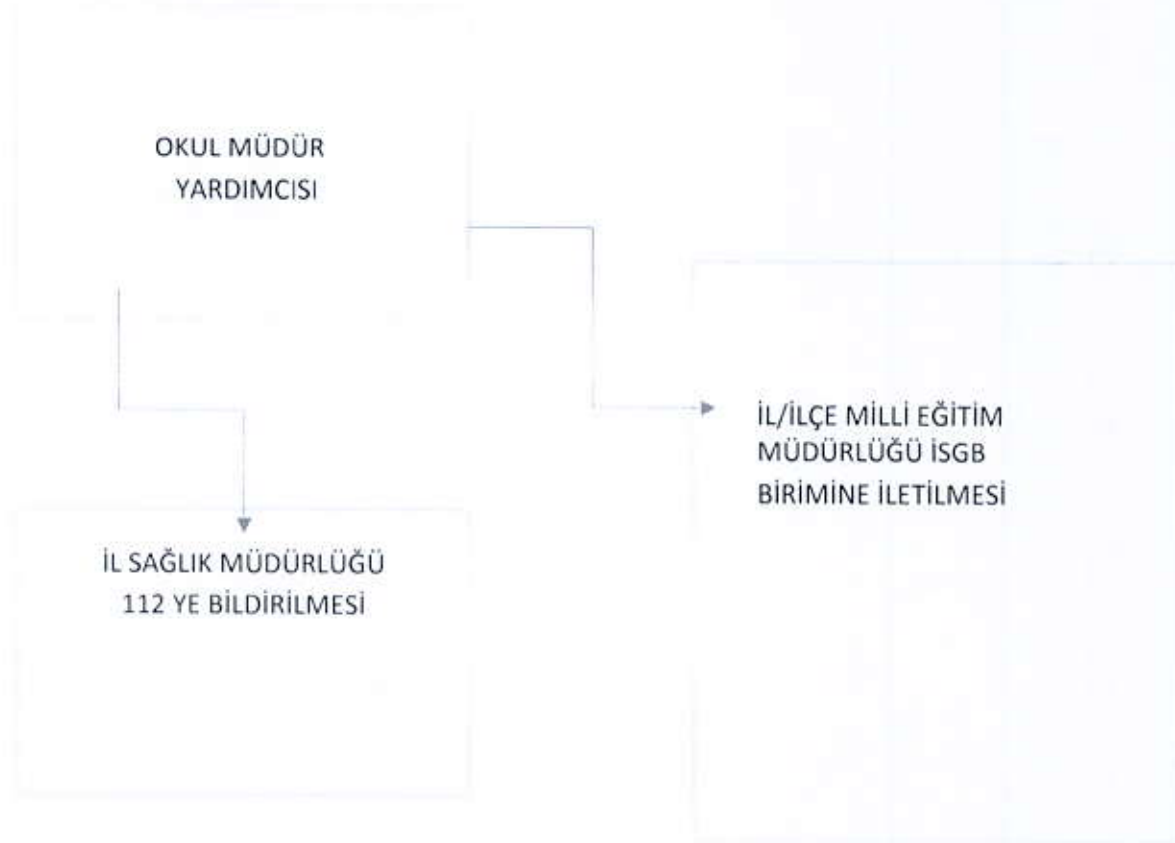 OKUL MÜDÜR
YARDIMCISI
İL/İLÇE MİLLİ EĞİTİM
MÜDÜRLÜĞÜ İSGB
BİRİMİNE İLETİLMESİ
İL SAĞLIK MÜDÜRLÜĞÜ
112 YE BİLDİRİLMESİ